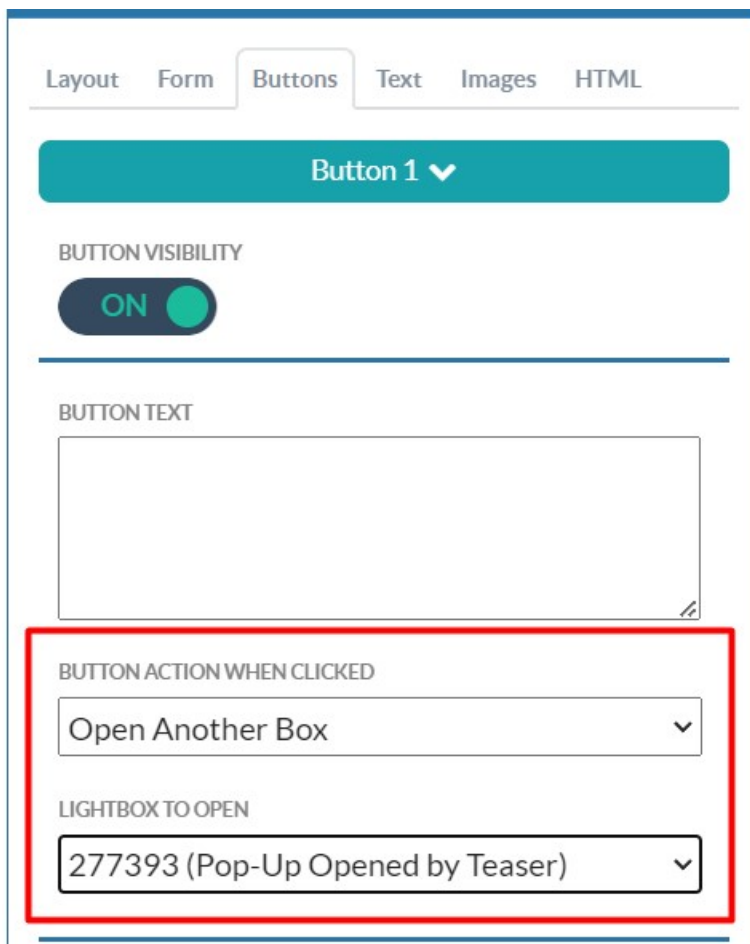 Layout Form Buttons Text Images HTML
Button 1
BUTTON VISIBILITY
ON
BUTTON TEXT
BUTTON ACTION WHEN CLICKED
Open Another Box
LIGHTBOX TO OPEN
277393 (Pop-Up Opened by Teaser)